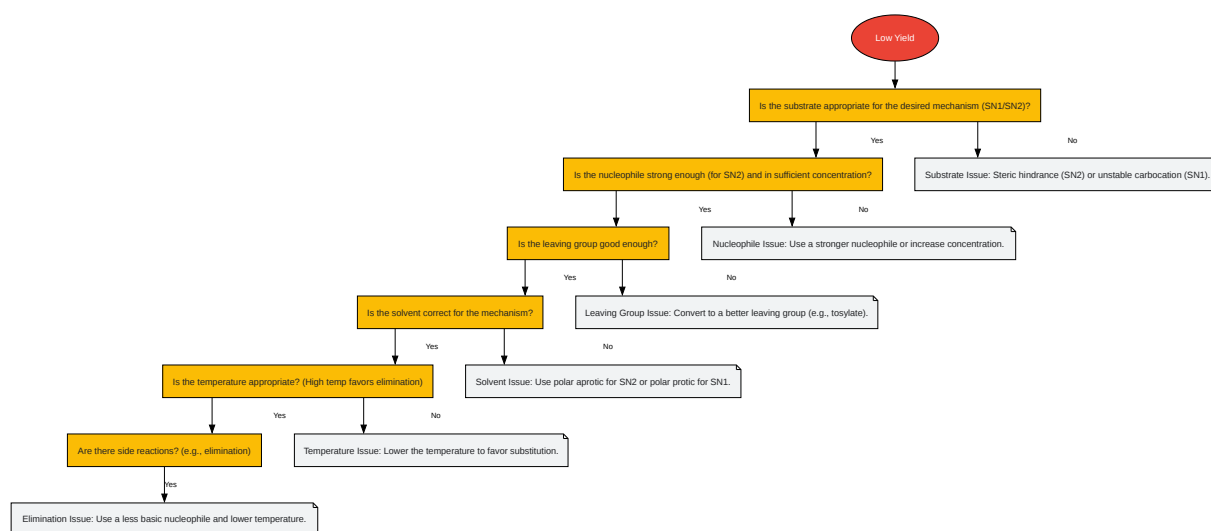 Low Yield
Is the substrate appropriate for the desired mechanism (SN1/SN2)?
Yes
No
Is the nucleophile strong enough (for SN2) and in sufficient concentration?
Substrate Issue: Steric hindrance (SN2) or unstable carbocation (SN1).
Yes
No
Is the leaving group good enough?
Nucleophile Issue: Use a stronger nucleophile or increase concentration.
Yes
No
Is the solvent correct for the mechanism?
Leaving Group Issue: Convert to a better leaving group (e.g., tosylate).
Yes
No
Is the temperature appropriate? (High temp favors elimination)
Solvent Issue: Use polar aprotic for SN2 or polar protic for SN1.
Yes
No
Are there side reactions? (e.g., elimination)
Temperature Issue: Lower the temperature to favor substitution.
Yes
Elimination Issue: Use a less basic nucleophile and lower temperature.